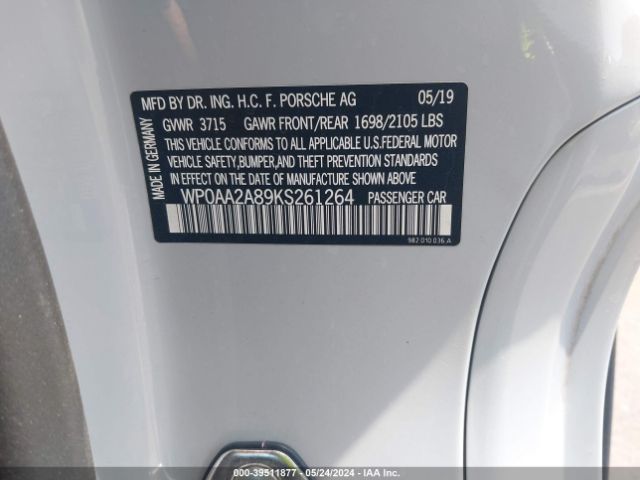 MFD BY DR. ING. H.C. F. PORSCHE AG 05/19
GVWR 3715 GAWR FRONT/REAR 1698/2105 LBS
THIS VEHICLE CONFORMS TO ALL APPLICABLE U.S.FEDERAL MOTOR
VEHICLE SAFETY,BUMPER,AND THEFT PREVENTION STANDARDS
IN EFFECT ON THE DATE OF MANUFACTURE SHOWN ABOVE
WP0AA2A89KS261264 PASSENGER CAR
982 010 036 A
MADE IN GERMANY
000-39511877 - 05/24/2024 - IAA Inc.